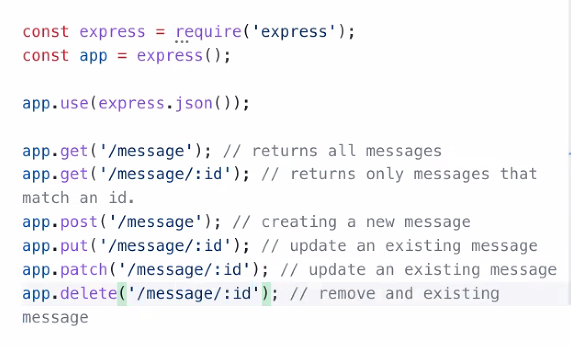 const express = require('express');
const app = express();
app.use(express.json());
app.get('/message'); // returns all messages
app.get('/message/:id'); // returns only messages that
match an id.
app.post('/message'); // creating a new message
app.put('/message/:id'); // update an existing message
app.patch('/message/:id'); // update an existing message
app.delete('/message/:id'); // remove and existing
message